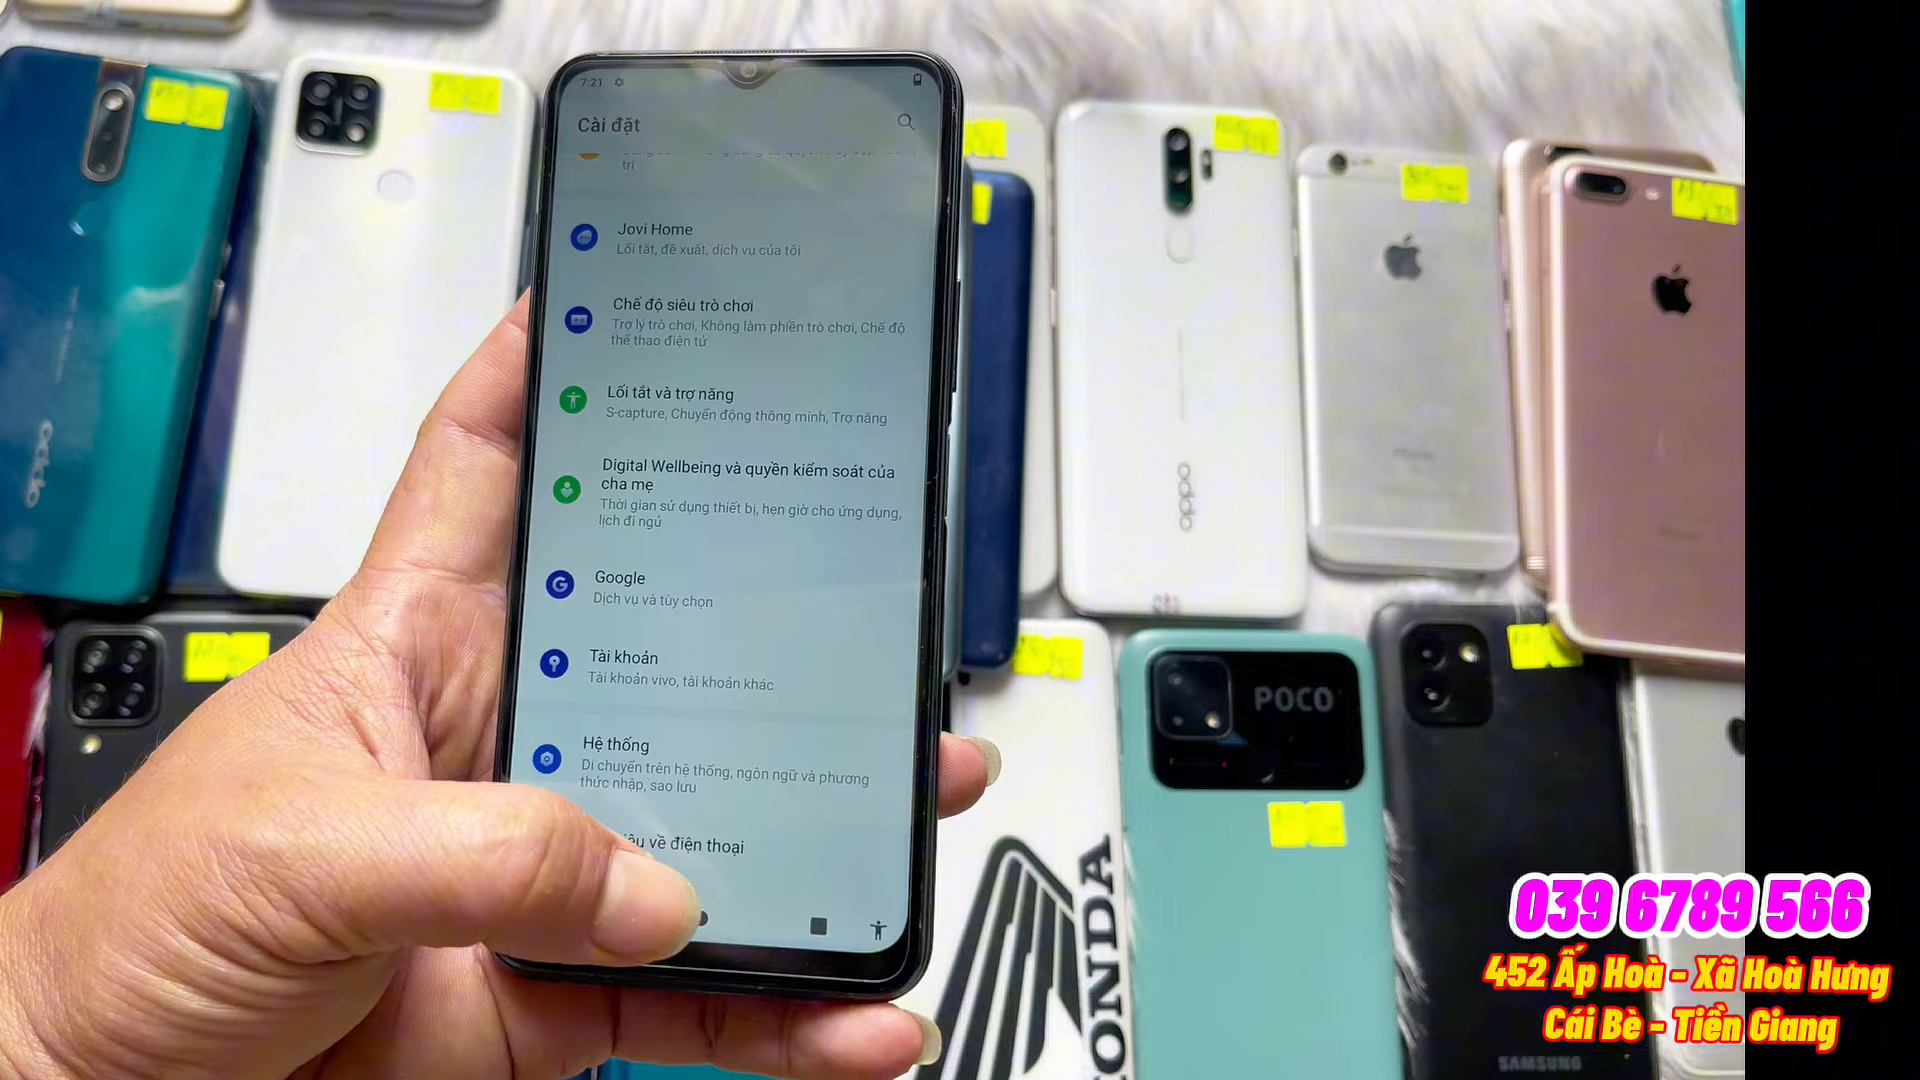 7:21
Cài đặt
trí
Jovi Home
Lối tắt, đề xuất, dịch vụ của tôi
Chế độ siêu trò chơi
Trợ lý trò chơi, Không làm phiền trò chơi, Chế độ
thể thao điện tử
Lối tắt và trợ năng
S-capture, Chuyển động thông minh, Trợ năng
Digital Wellbeing và quyền kiểm soát của
cha mẹ
Thời gian sử dụng thiết bị, hẹn giờ cho ứng dụng,
lịch đi ngủ
Google
Dịch vụ và tùy chọn
Tài khoản
Tài khoản vivo, tài khoản khác
Hệ thống
Di chuyển trên hệ thống, ngôn ngữ và phương
thức nhập, sao lưu
về điện thoại
oppo
oppo
POCO
HONDA
SAMSUNG
039 6789 566
452 Ấp Hoà - Xã Hoà Hưng
Cái Bè - Tiền Giang